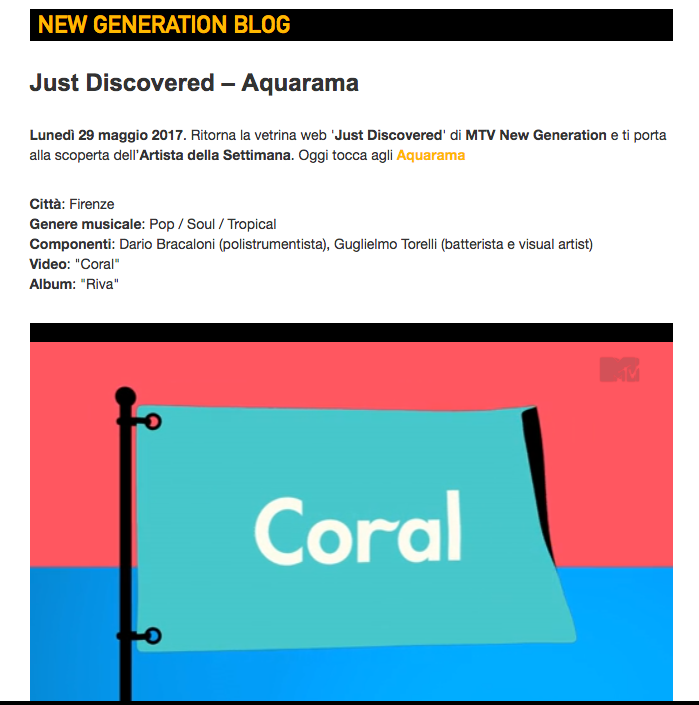 NEW GENERATION BLOG
Just Discovered – Aquarama
Lunedì 29 maggio 2017. Ritorna la vetrina web 'Just Discovered' di MTV New Generation e ti porta
alla scoperta dell'Artista della Settimana. Oggi tocca agli Aquarama
Città: Firenze
Genere musicale: Pop / Soul / Tropical
Componenti: Dario Bracaloni (polistrumentista), Guglielmo Torelli (batterista e visual artist)
Video: "Coral"
Album: "Riva"
MTV
Coral